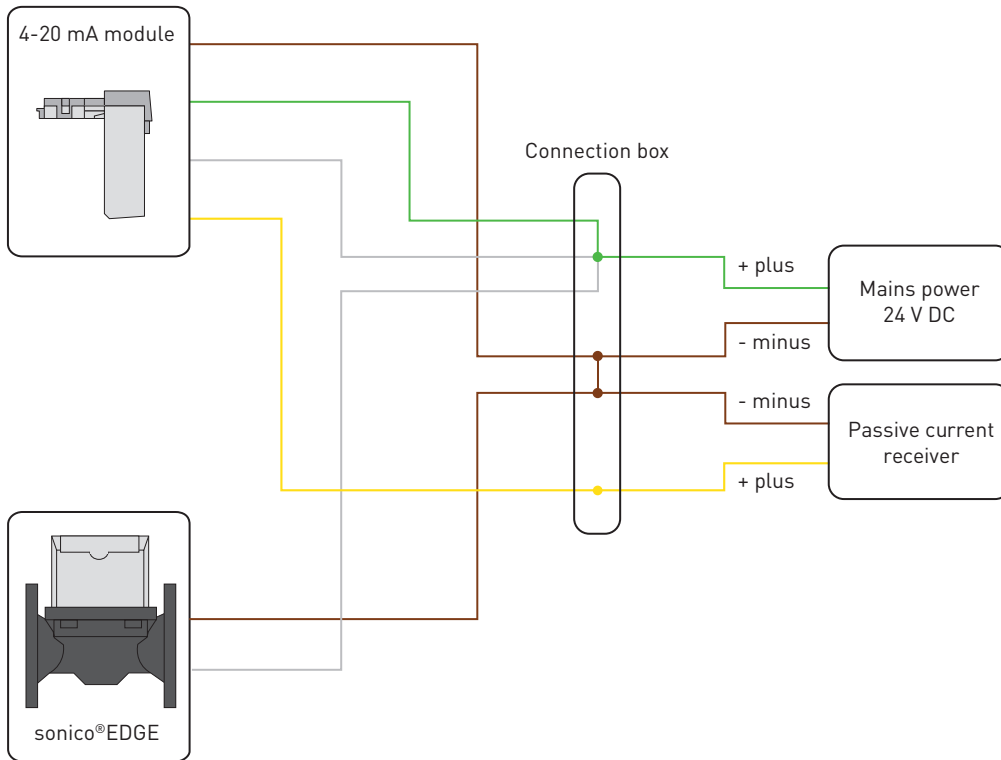 4-20 mA module
Connection box
+ plus
Mains power
24 V DC
- minus
- minus
Passive current
receiver
+ plus
sonico®EDGE